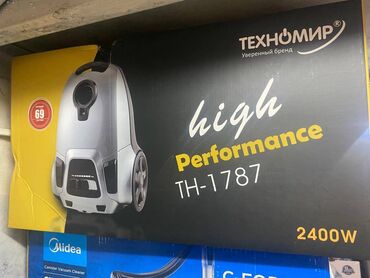 ТЕХНОМИР®
Уверенный бренд
69
high
Performance
TH-1787
2400W
Midea
Canister Vacuum Cleaner